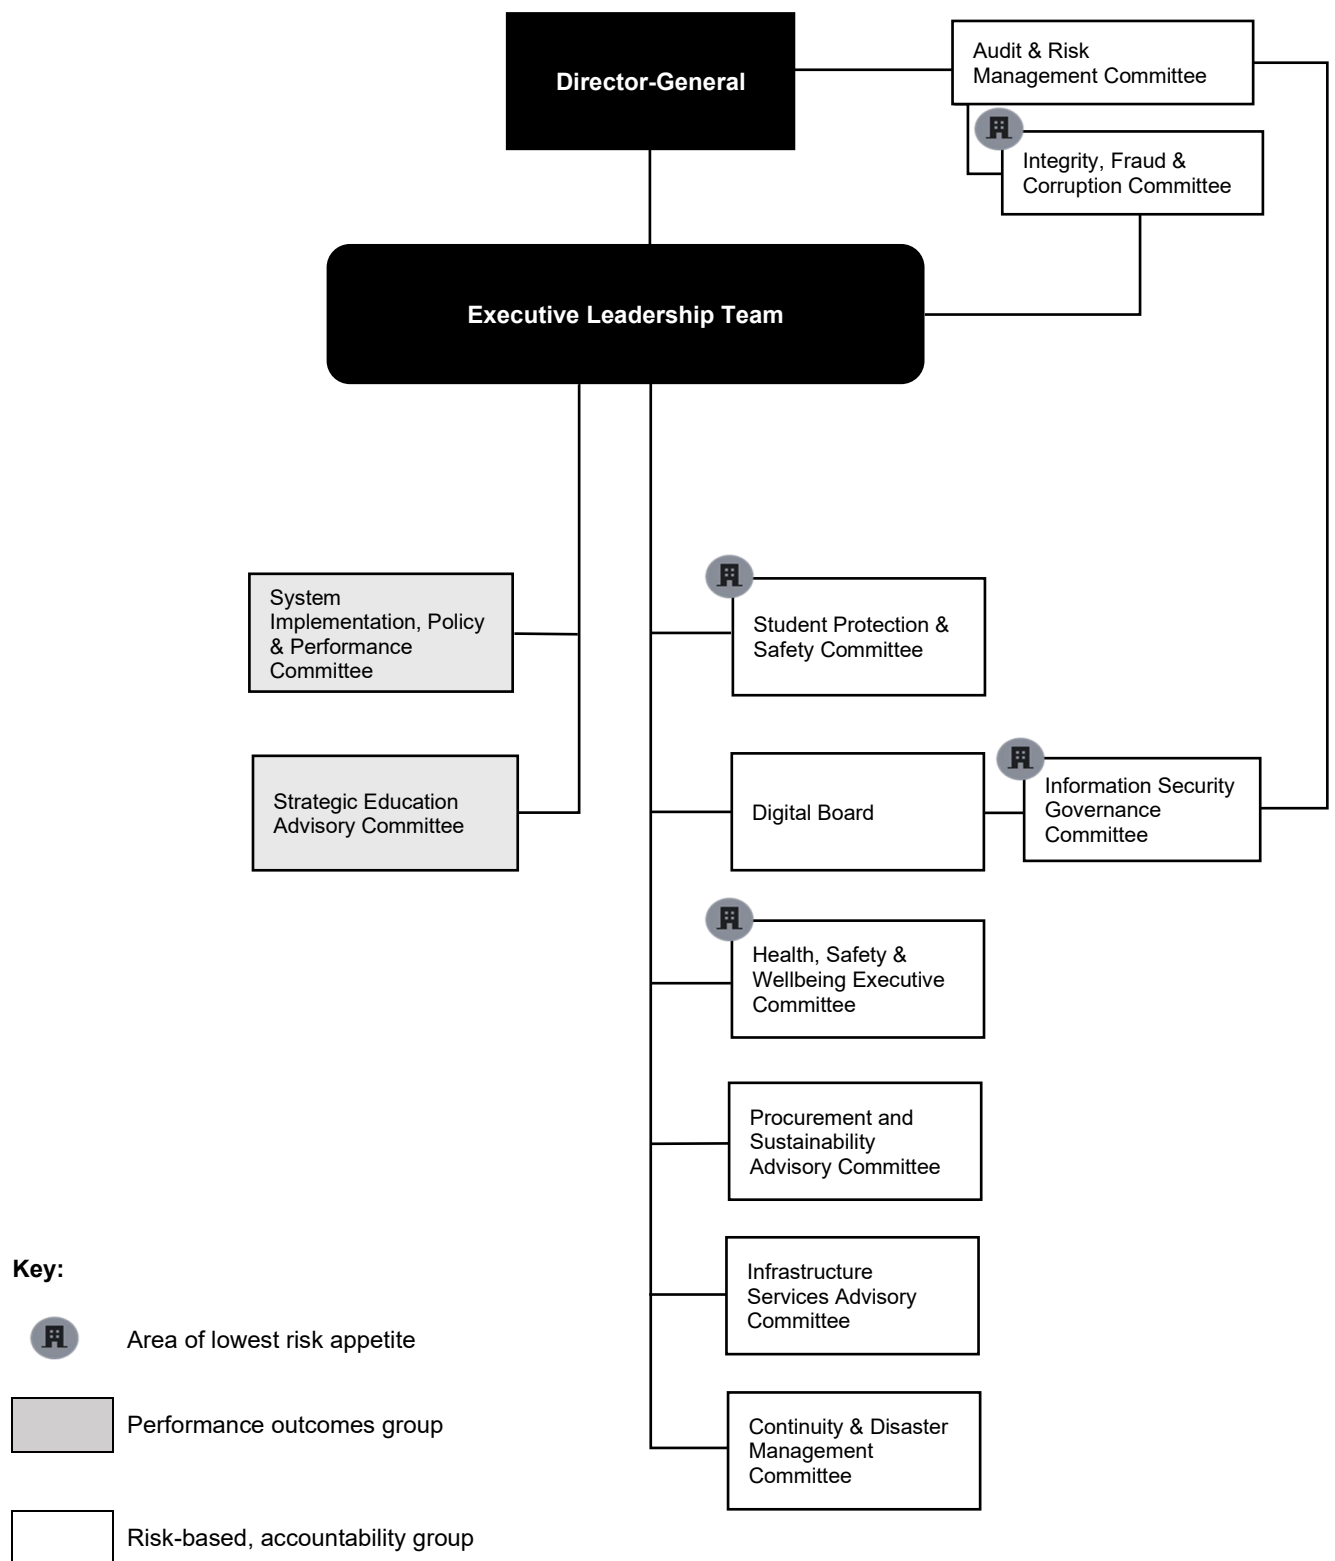 Director-General
Audit & Risk
Management Committee
Integrity, Fraud &
Corruption Committee
Executive Leadership Team
System
Implementation, Policy
& Performance
Committee
Student Protection &
Safety Committee
Strategic Education
Advisory Committee
Digital Board
Information Security
Governance
Committee
Health, Safety &
Wellbeing Executive
Committee
Procurement and
Sustainability
Advisory Committee
Infrastructure
Services Advisory
Committee
Continuity & Disaster
Management
Committee
Key:
Area of lowest risk appetite
Performance outcomes group
Risk-based, accountability group